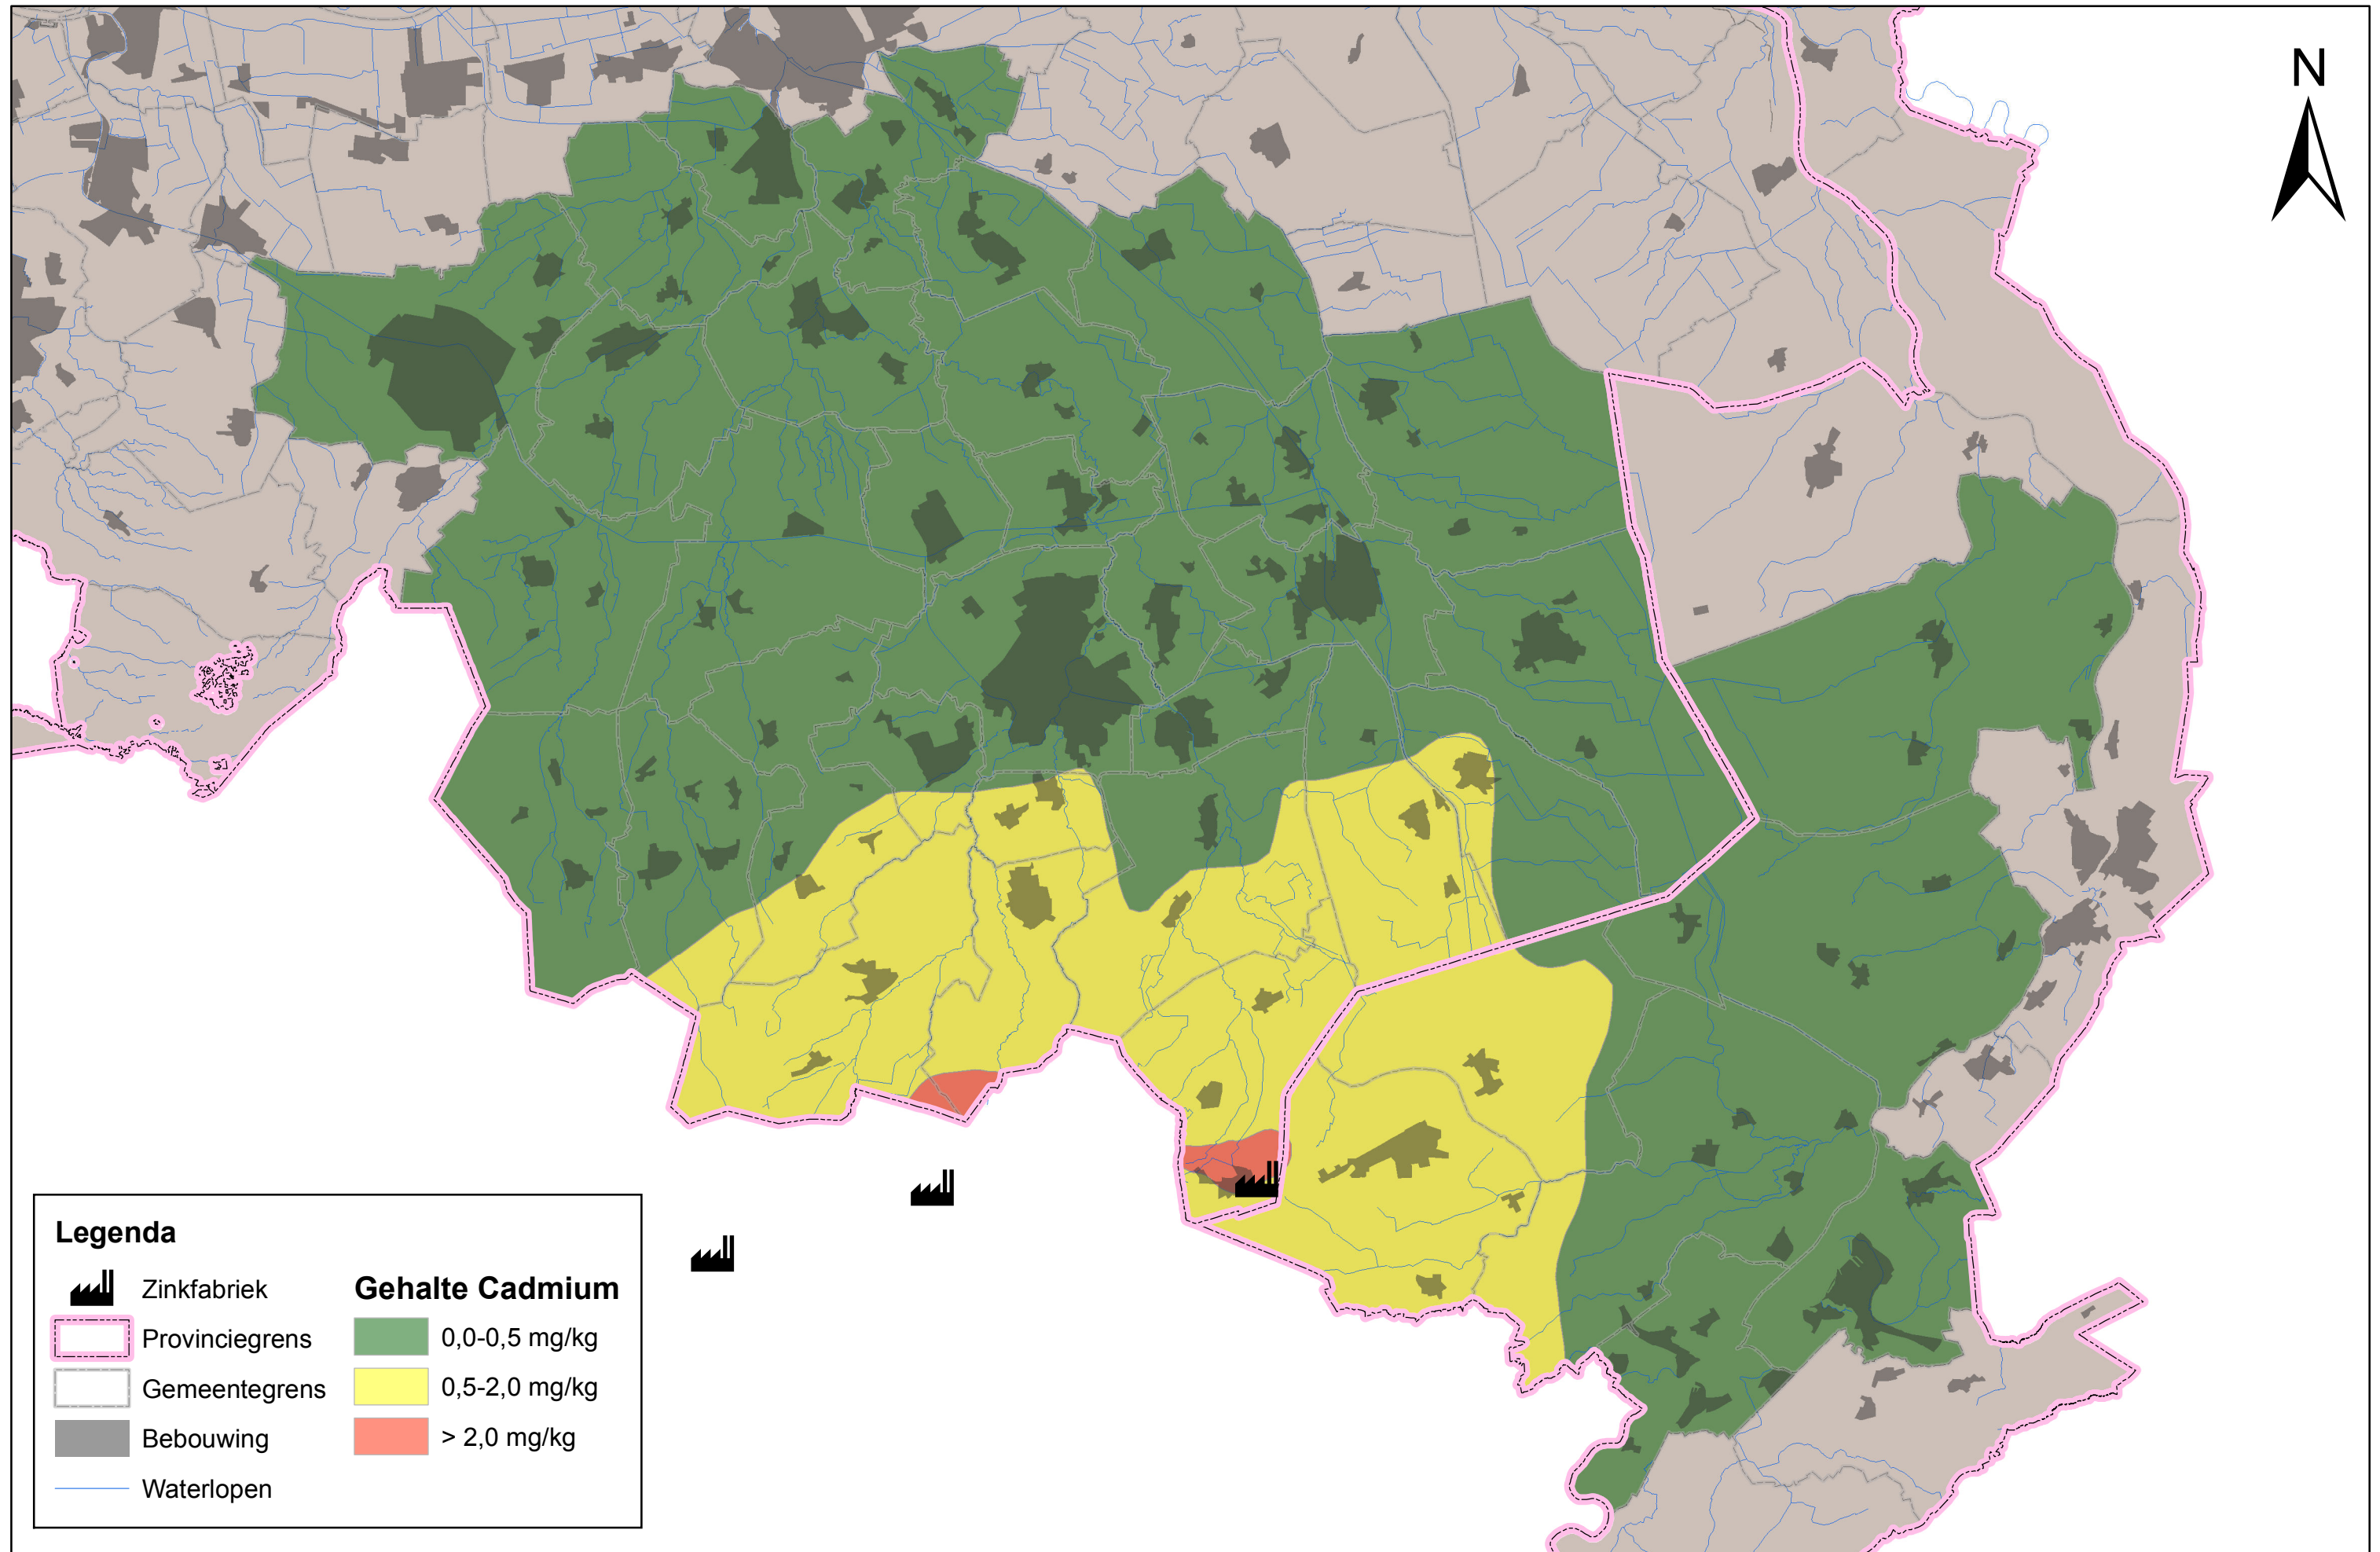 N
Legenda
Zinkfabriek
Provinciegrens
Gemeentegrens
Bebouwing
Waterlopen
Gehalte Cadmium
0,0-0,5 mg/kg
0,5-2,0 mg/kg
> 2,0 mg/kg